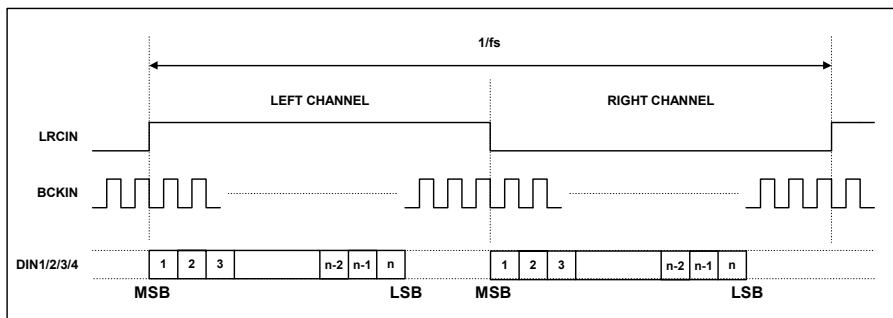 1/fs
LEFT CHANNEL RIGHT CHANNEL
LRCIN
BCKIN
DIN1/2/3/4 1 2 3 n-2 n-1 n 1 2 3 n-2 n-1 n
MSB LSB MSB LSB